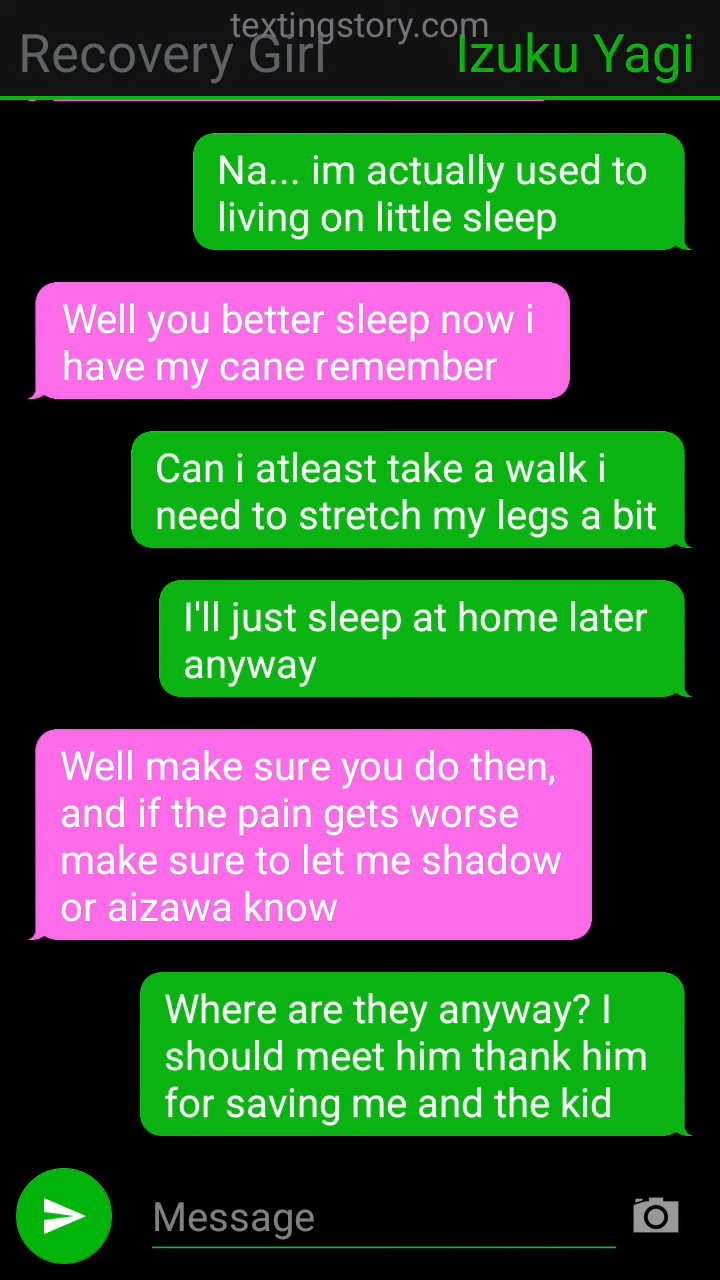 textingstory.com
Recovery Girl
Izuku Yagi
Na... im actually used to
living on little sleep
Well you better sleep now i
have my cane remember
Can i atleast take a walk i
need to stretch my legs a bit
I'll just sleep at home later
anyway
Well make sure you do then,
and if the pain gets worse
make sure to let me shadow
or aizawa know
Where are they anyway? I
should meet him thank him
for saving me and the kid
Message